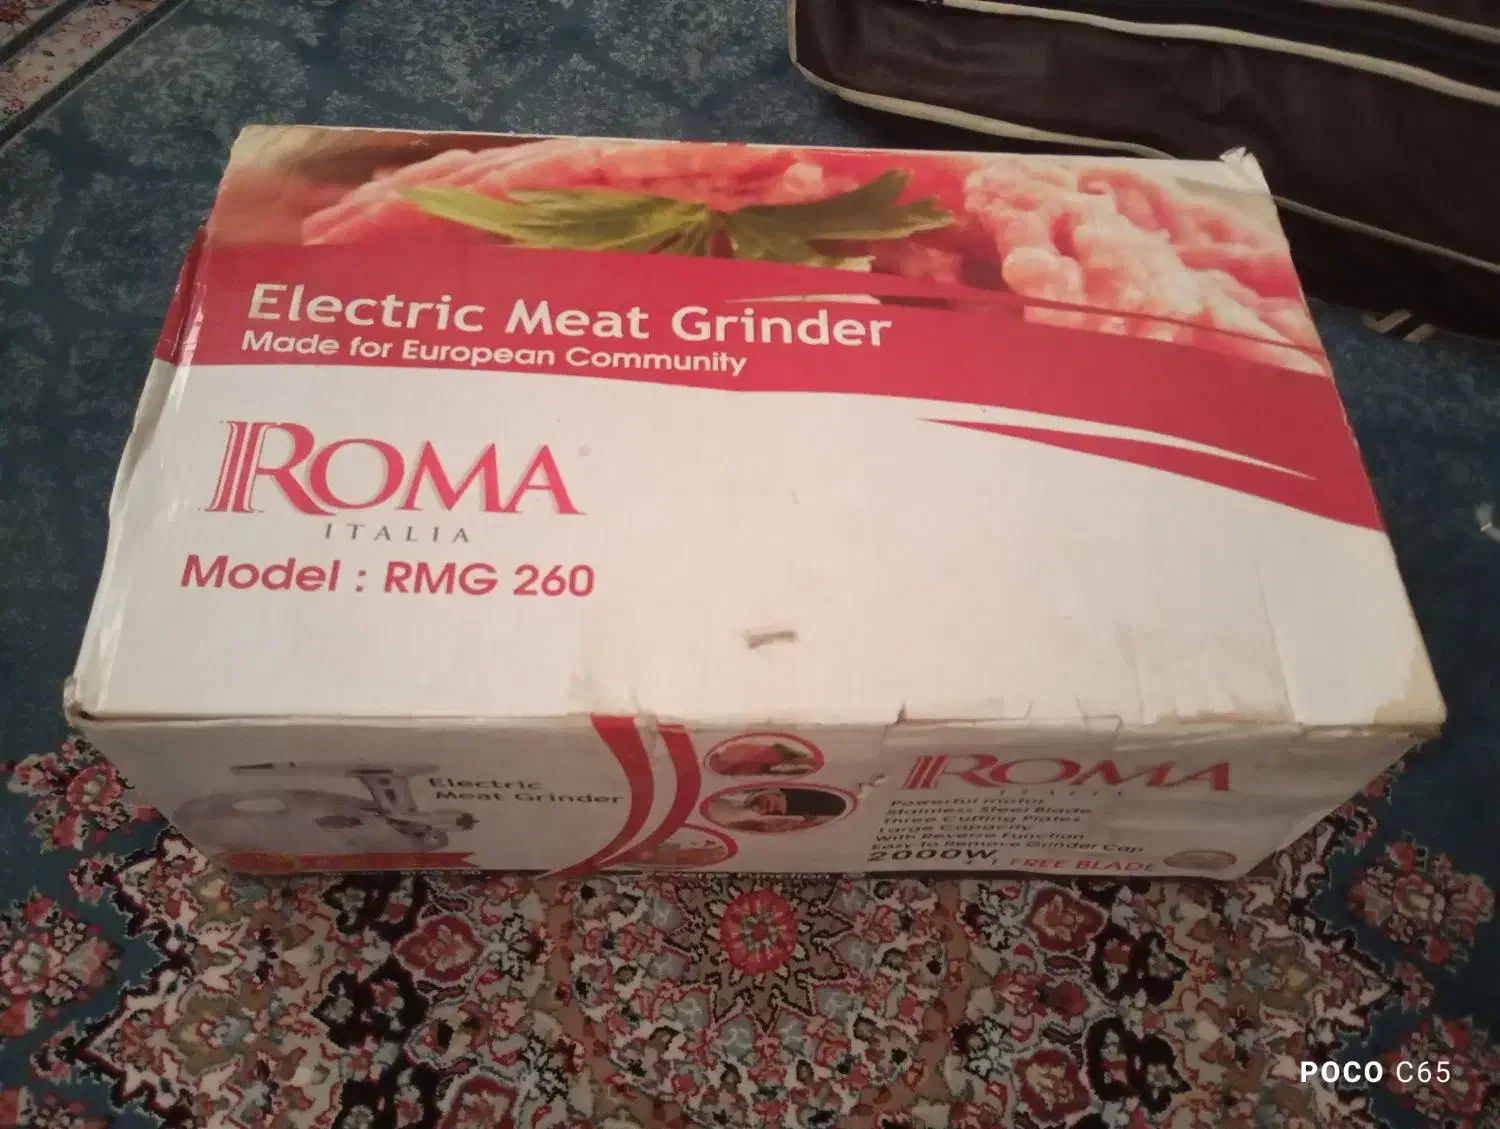 Electric Meat Grinder
Made for European Community
ROMA
ITALIA
Model : RMG 260
Electric
Meat Grinder
ROMA
ITALIA
Powerful motor
Stainless Steel Blade
Three Cutting Plates
Large Capacity
With Reverse Function
Easy to Remove Grinder Cap
2000W, FREE BLADE
Function
POCO C65